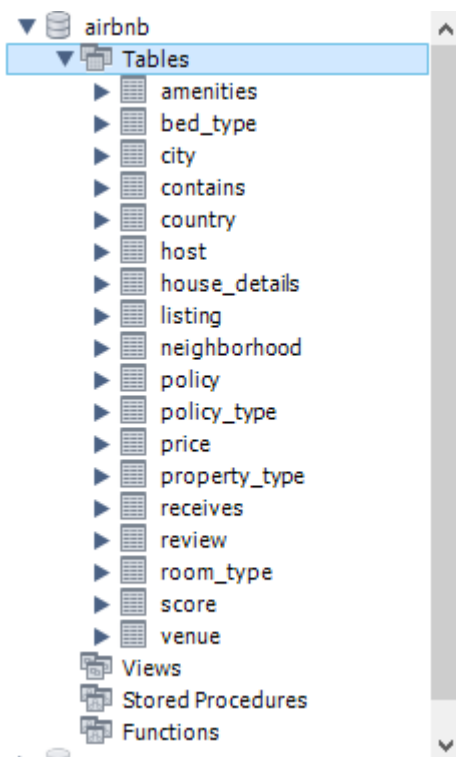 airbnb
Tables
amenities
bed_type
city
contains
country
host
house_details
listing
neighborhood
policy
policy_type
price
property_type
receives
review
room_type
score
venue
Views
Stored Procedures
Functions